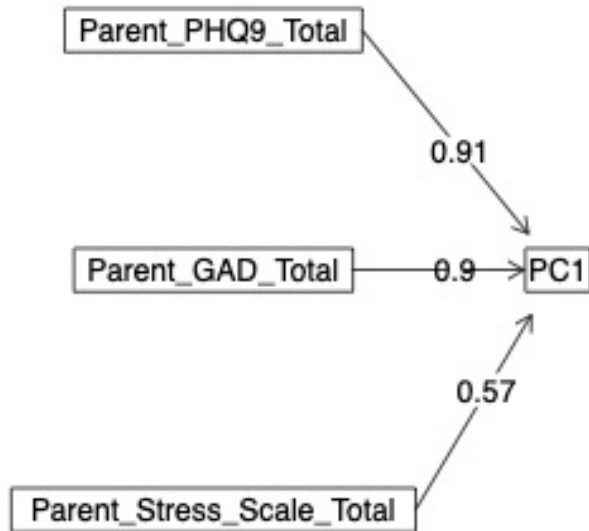 Parent_PHQ9_Total
0.91
Parent_GAD_Total 0.9 PC1
0.57
Parent_Stress_Scale_Total